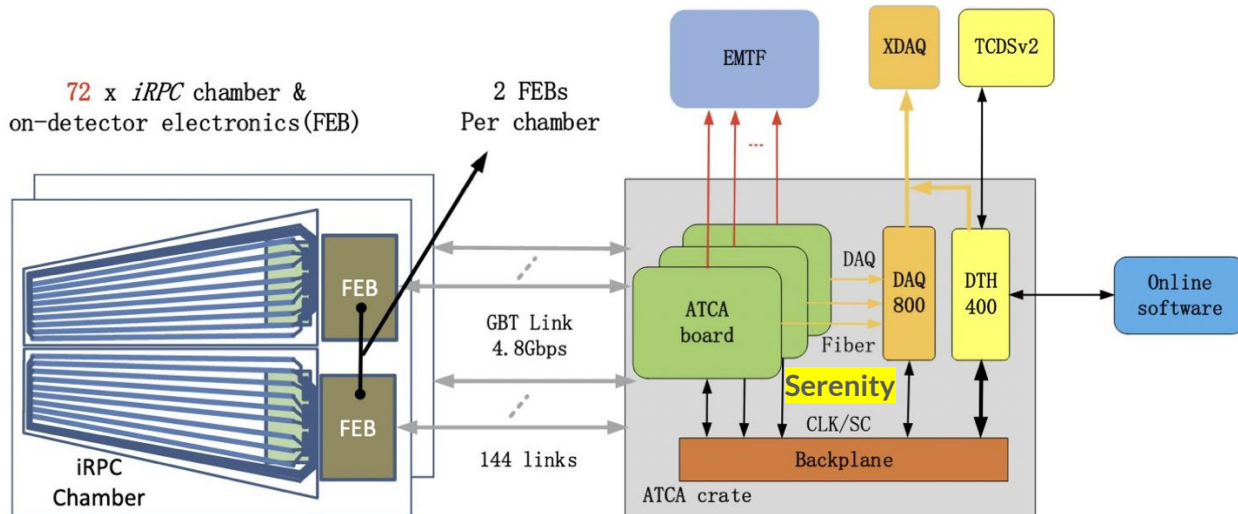 72 x iRPC chamber &
on-detector electronics(FEB)
2 FEBs
Per chamber
FEB
FEB
iRPC
Chamber
GBT Link
4.8Gbps
144 links
EMTF
XDAQ
TCDSv2
...
ATCA
board
DAQ
Fiber
DAQ
800
DTH
400
Online
software
Serenity
CLK/SC
Backplane
ATCA crate